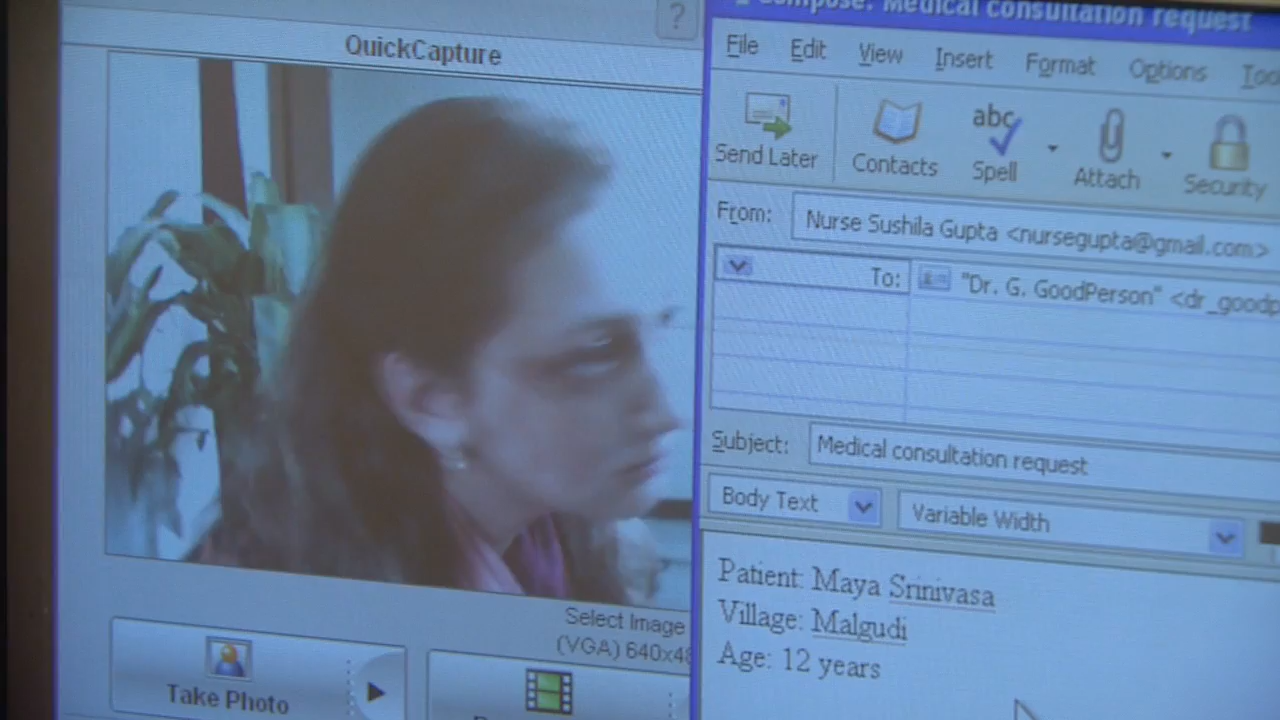 QuickCapture
?
Compose: Medical consultation request
File Edit View Insert Format Options
Send Later Contacts abc Spell Attach Security
From: Nurse Sushila Gupta <nursegupta@gmail.com>
To: "Dr. G. GoodPerson"
Subject: Medical consultation request
Body Text Variable Width
Patient: Maya Srinivasa
Village: Malgudi
Age: 12 years
Select Image
(VGA)
Take Photo